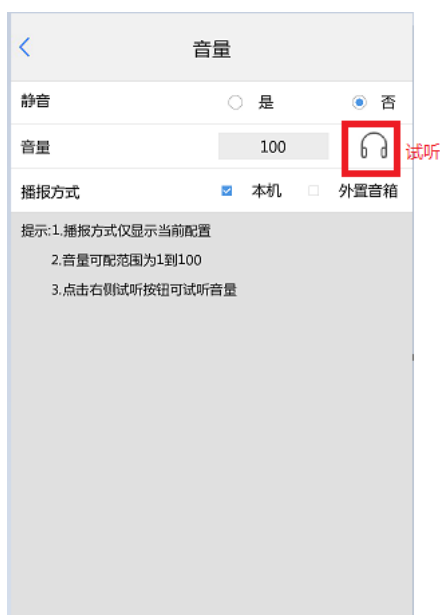 音量
静音 是 否
音量 100 试听
播报方式 本机 外置音箱
提示:1.播报方式仅显示当前配置
2.音量可配范围为1到100
3.点击右侧试听按钮可试听音量